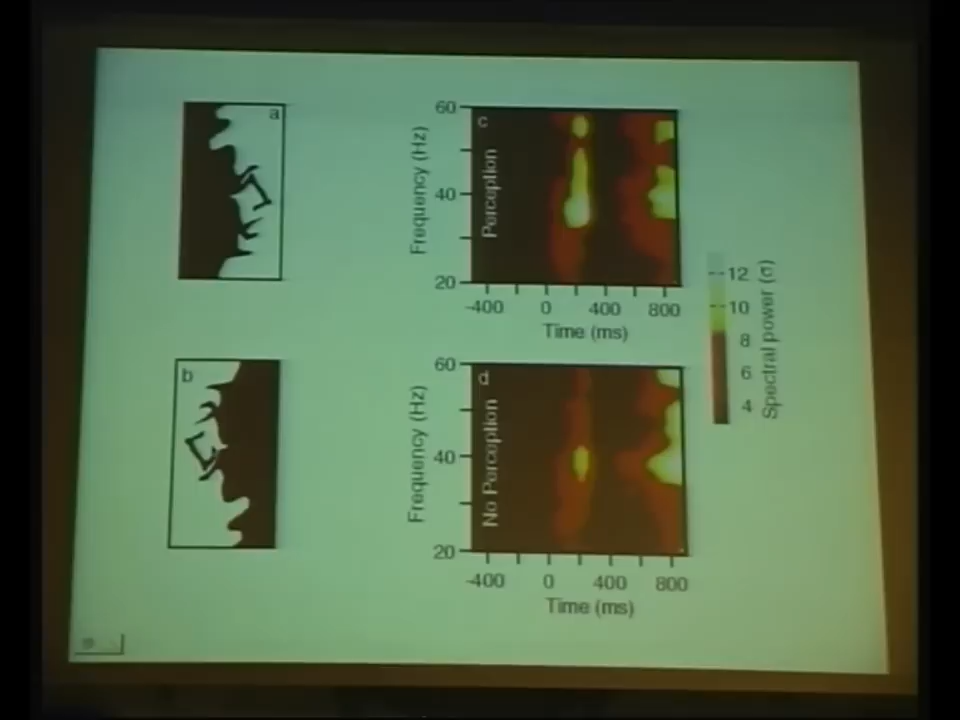 a
b
c
Perception
Frequency (Hz)
60
40
20
-400 0 400 800
Time (ms)
d
No Perception
Frequency (Hz)
60
40
20
-400 0 400 800
Time (ms)
12
10
8
6
4
Spectral power (σ)